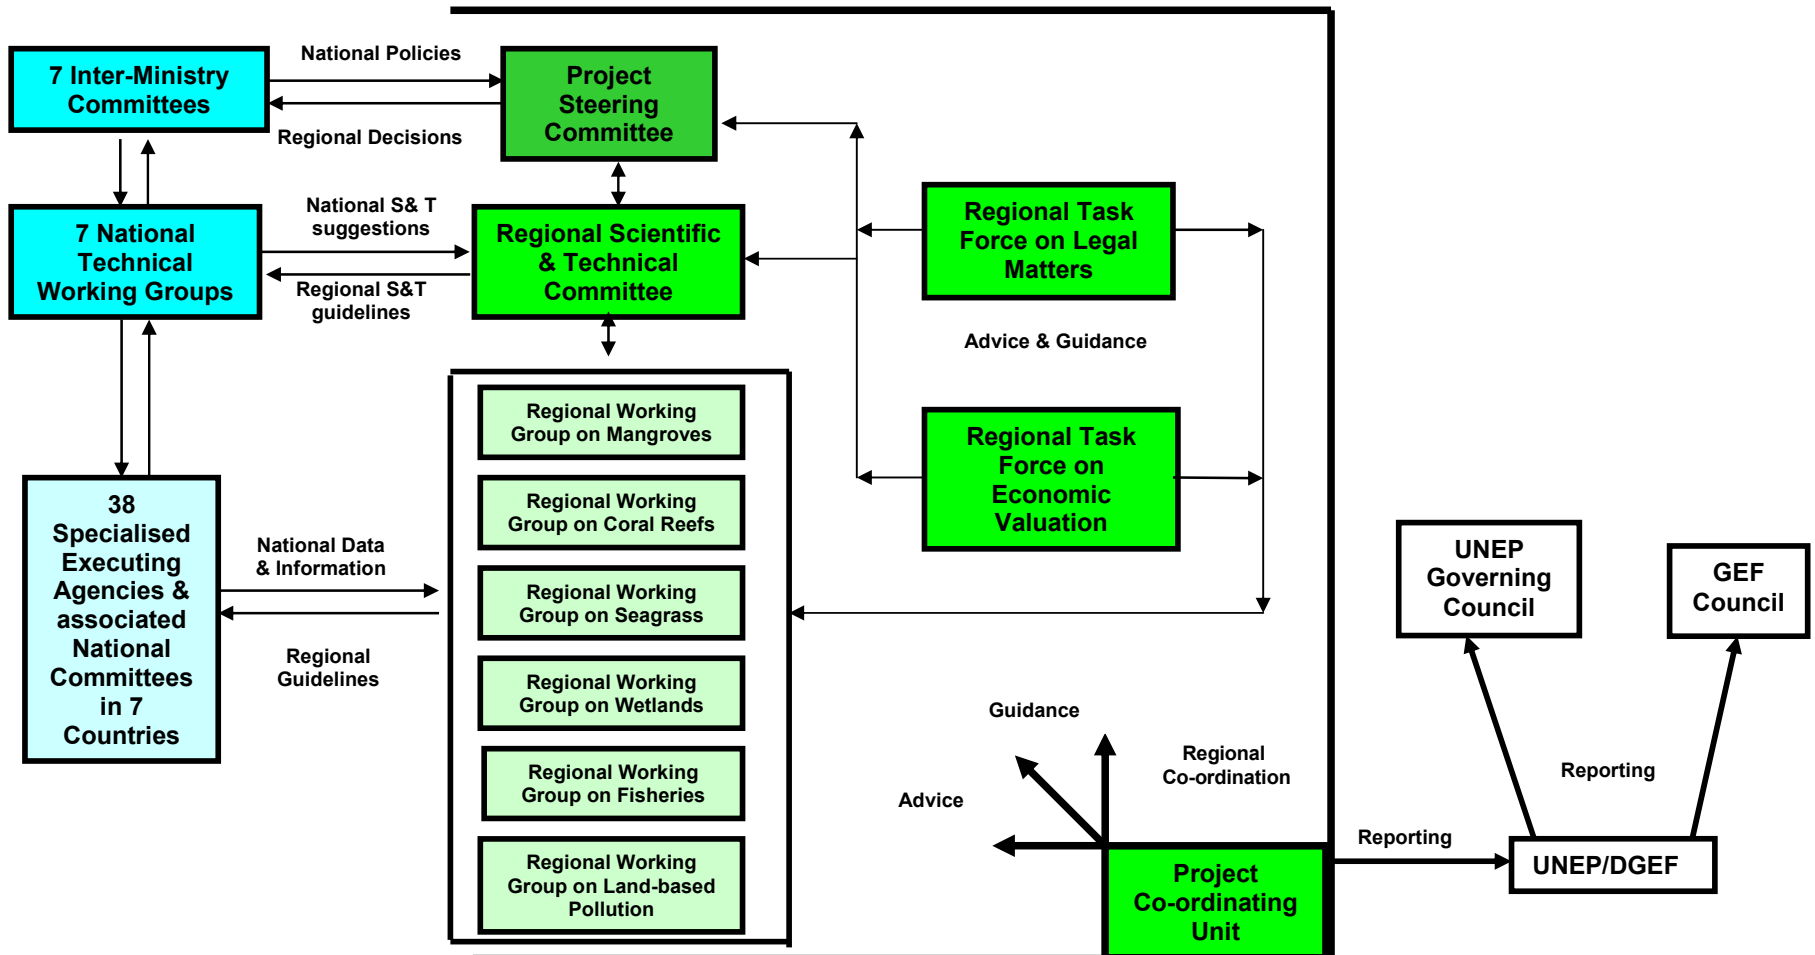 7 Inter-Ministry
Committees
National Policies
Regional Decisions
Project
Steering
Committee
7 National
Technical
Working Groups
National S& T
suggestions
Regional S&T
guidelines
Regional Scientific
& Technical
Committee
Regional Task
Force on Legal
Matters
Advice & Guidance
Regional Task
Force on
Economic
Valuation
38
Specialised
Executing
Agencies &
associated
National
Committees
in 7
Countries
National Data
& Information
Regional
Guidelines
Regional Working
Group on Mangroves
Regional Working
Group on Coral Reefs
Regional Working
Group on Seagrass
Regional Working
Group on Wetlands
Regional Working
Group on Fisheries
Regional Working
Group on Land-based
Pollution
Guidance
Advice
Regional
Co-ordination
Project
Co-ordinating
Unit
Reporting
UNEP/DGEF
Reporting
UNEP
Governing
Council
GEF
Council